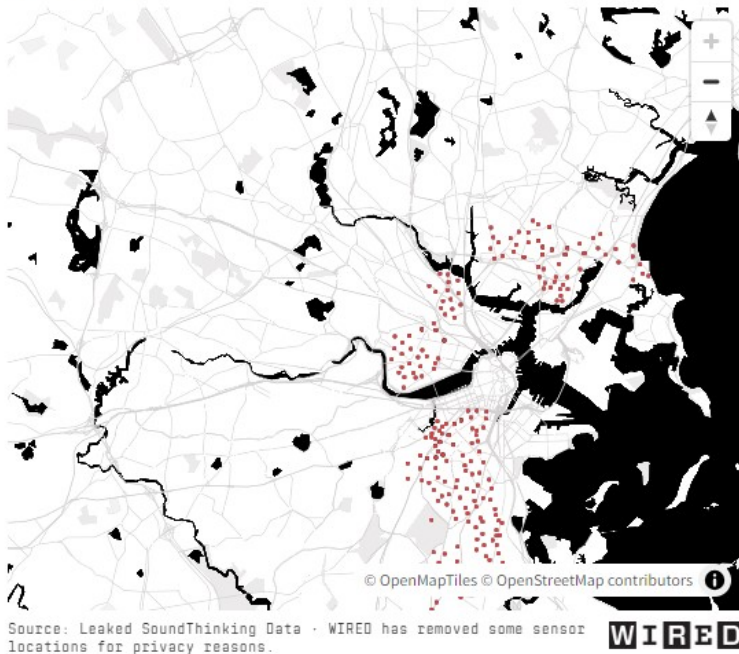 © OpenMapTiles © OpenStreetMap contributors
Source: Leaked SoundThinking Data · WIRED has removed some sensor
locations for privacy reasons.
WIRED